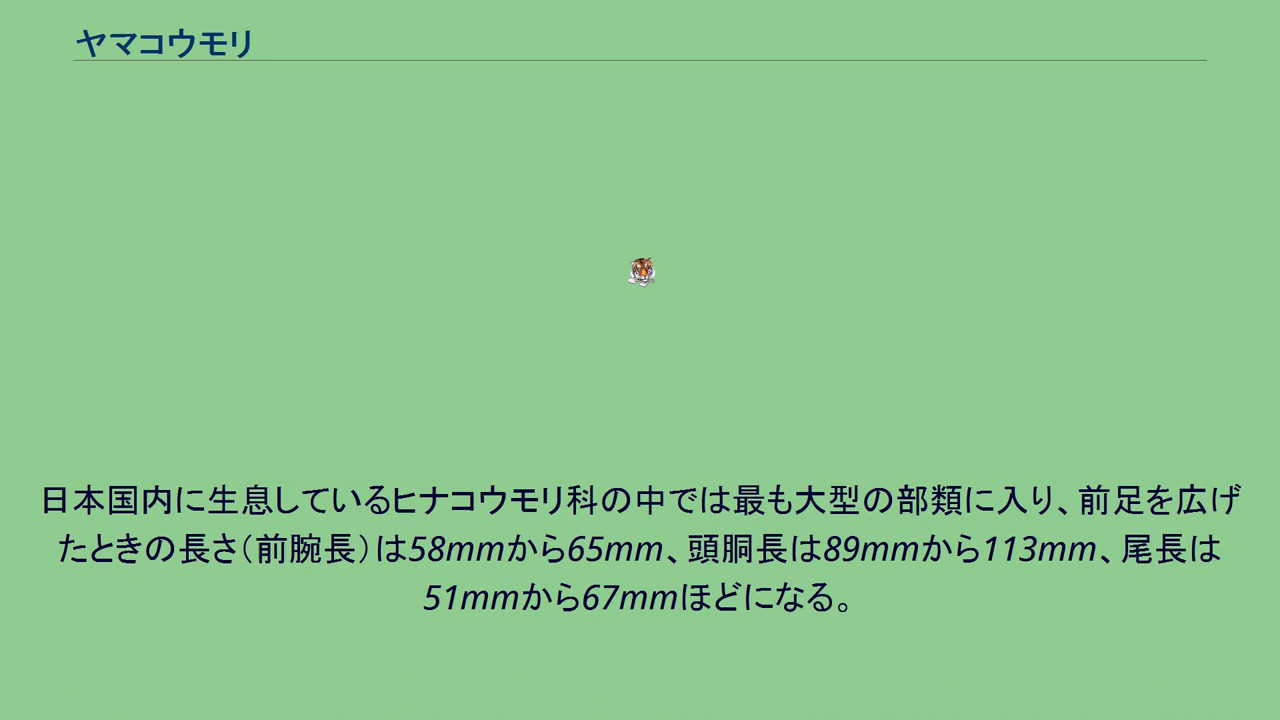 ヤマコウモリ
日本国内に生息しているヒナコウモリ科の中では最も大型の部類に入り、前足を広げ
たときの長さ（前腕長）は58mmから65mm、頭胴長は89mmから113mm、尾長は
51mmから67mmほどになる。